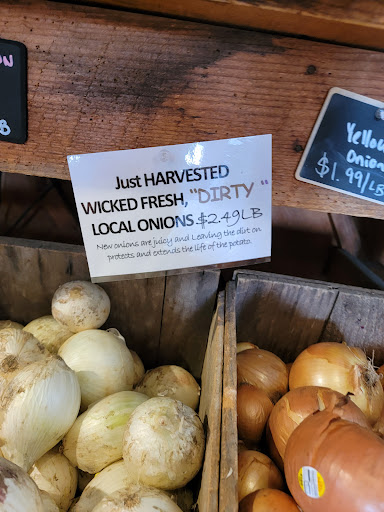 Just HARVESTED
WICKED FRESH, "DIRTY "
LOCAL ONIONS $2.49LB
New onions are juicy and Leaving the dirt on
protects and extends the life of the potato.
Yellow
Onion
$1.99/LB